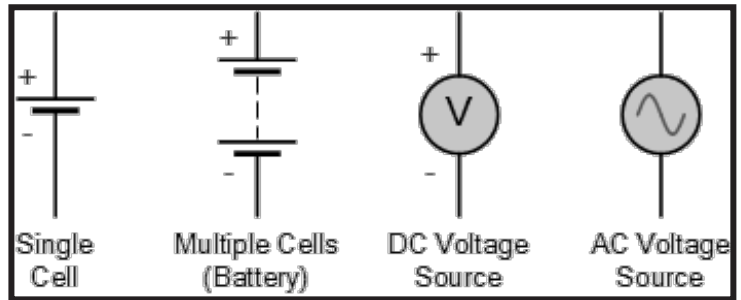 +
-
Single
Cell
+
-
Multiple Cells
(Battery)
+
V
-
DC Voltage
Source
AC Voltage
Source